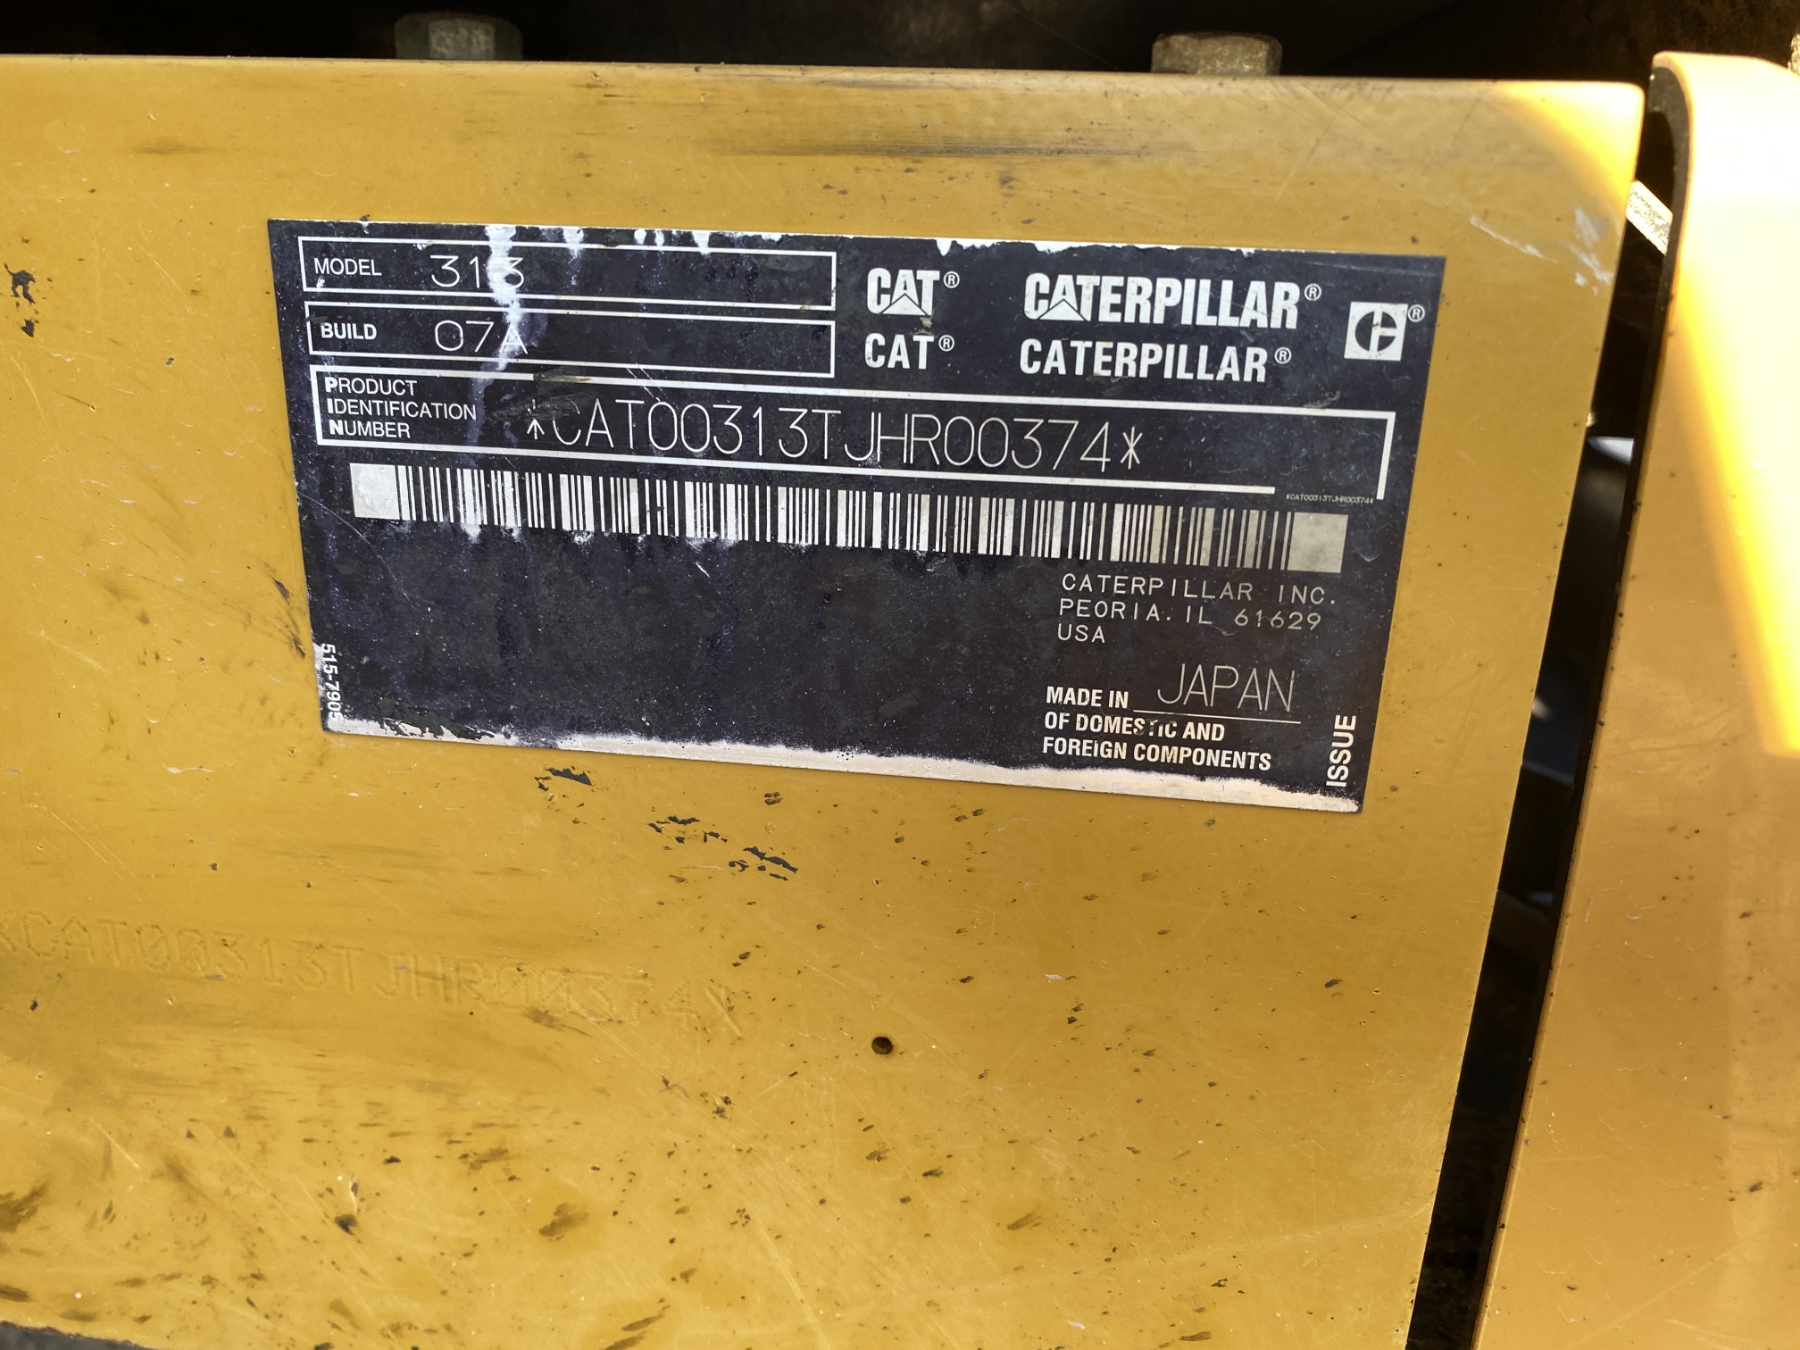 MODEL 313
BUILD 07A
CAT® CATERPILLAR®
CAT® CATERPILLAR® C®
PRODUCT
IDENTIFICATION
NUMBER
*CAT00313TJHR00374*
*CAT00313TJHR00374*
CATERPILLAR INC.
PEORIA. IL 61629
USA
515-7905
MADE IN JAPAN
OF DOMESTIC AND
FOREIGN COMPONENTS
ISSUE
*CAT00313TJHR00374*